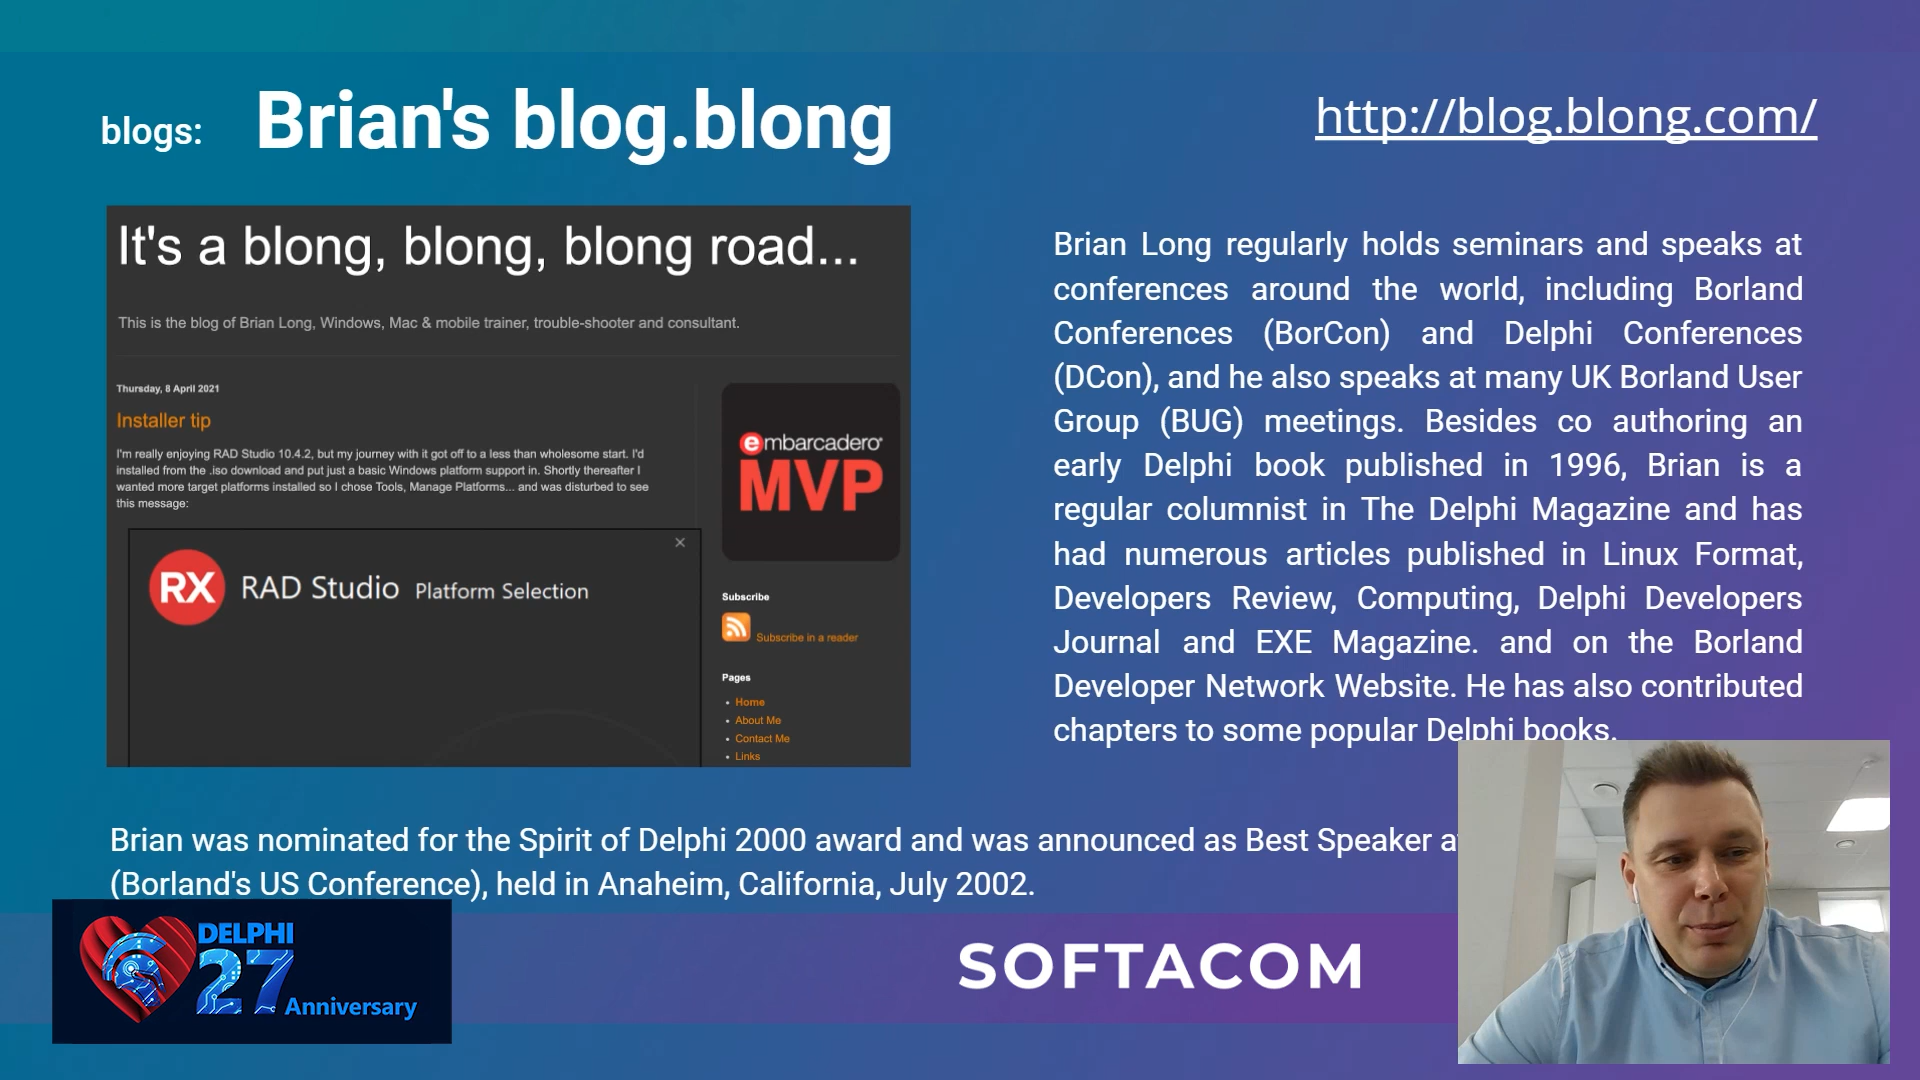 blogs: Brian's blog.blong
http://blog.blong.com/
It's a blong, blong, blong road...
This is the blog of Brian Long, Windows, Mac & mobile trainer, trouble-shooter and consultant.
Thursday, 8 April 2021
Installer tip
I'm really enjoying RAD Studio 10.4.2, but my journey with it got off to a less than wholesome start. I'd
installed from the .iso download and put just a basic Windows platform support in. Shortly thereafter I
wanted more target platforms installed so I chose Tools, Manage Platforms... and was disturbed to see
this message:
RX RAD Studio Platform Selection
embarcadero
MVP
Subscribe
Subscribe in a reader
Pages
• Home
• About Me
• Contact Me
• Links
Brian Long regularly holds seminars and speaks at
conferences around the world, including Borland
Conferences (BorCon) and Delphi Conferences
(DCon), and he also speaks at many UK Borland User
Group (BUG) meetings. Besides co authoring an
early Delphi book published in 1996, Brian is a
regular columnist in The Delphi Magazine and has
had numerous articles published in Linux Format,
Developers Review, Computing, Delphi Developers
Journal and EXE Magazine. and on the Borland
Developer Network Website. He has also contributed
chapters to some popular Delphi books.
Brian was nominated for the Spirit of Delphi 2000 award and was announced as Best Speaker
(Borland's US Conference), held in Anaheim, California, July 2002.
DELPHI
27
Anniversary
SOFTACOM